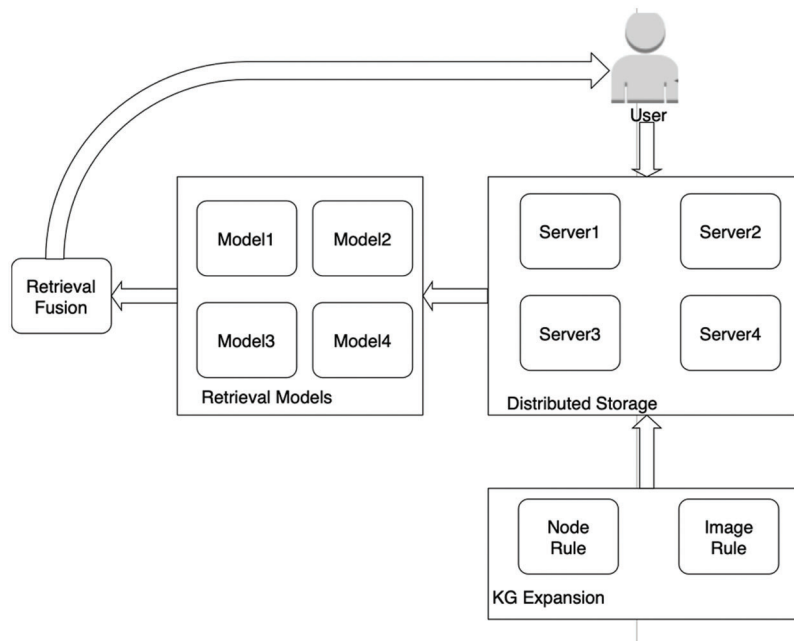 User
Model1
Model2
Server1
Server2
Retrieval
Fusion
Model3
Model4
Server3
Server4
Retrieval Models
Distributed Storage
Node
Rule
Image
Rule
KG Expansion